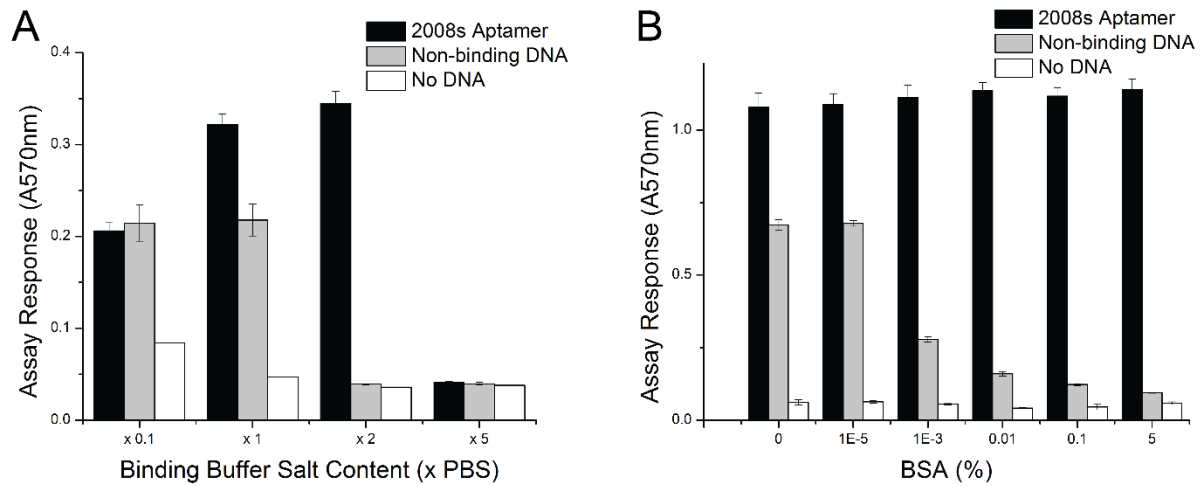 A
2008s Aptamer
Non-binding DNA
No DNA
0.4
0.3
0.2
0.1
0.0
Assay Response (A570nm)
x 0.1
x 1
x 2
x 5
Binding Buffer Salt Content (x PBS)
B
2008s Aptamer
Non-binding DNA
No DNA
1.0
0.5
0.0
Assay Response (A570nm)
0
1E-5
1E-3
0.01
0.1
5
BSA (%)